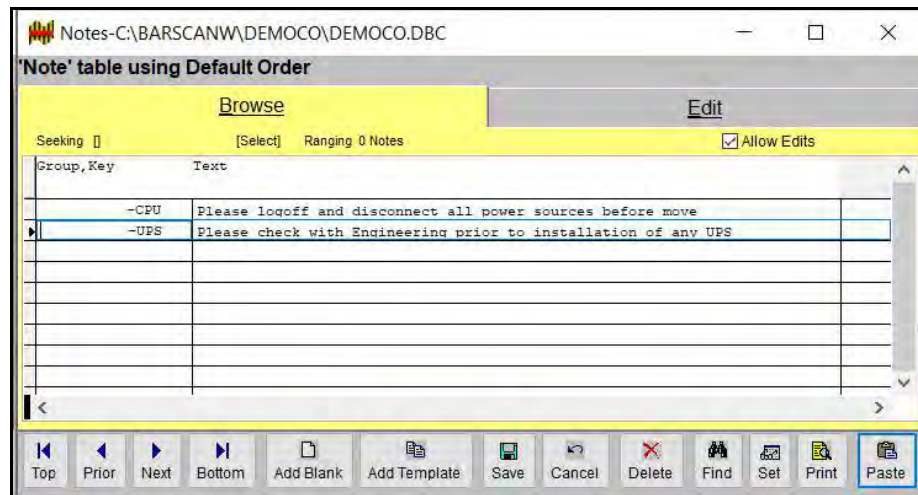 Notes-C:\BARSCANW\DEMOCO\DEMOCO.DBC
'Note' table using Default Order
Browse Edit
Seeking [] [Select] Ranging 0 Notes Allow Edits
Group,Key Text
-CPU Please logoff and disconnect all power sources before move
-UPS Please check with Engineering prior to installation of any UPS
Top Prior Next Bottom Add Blank Add Template Save Cancel Delete Find Set Print Paste